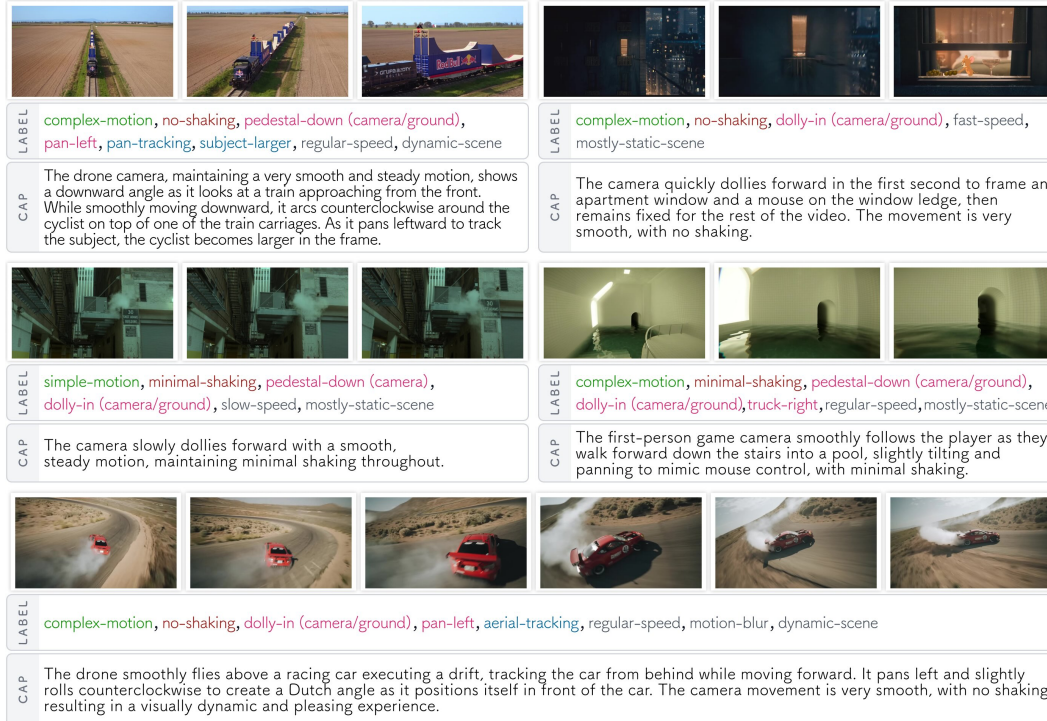 RedBull
LABEL
complex-motion, no-shaking, pedestal-down (camera/ground),
pan-left, pan-tracking, subject-larger, regular-speed, dynamic-scene
CAP
The drone camera, maintaining a very smooth and steady motion, shows
a downward angle as it looks at a train approaching from the front.
While smoothly moving downward, it arcs counterclockwise around the
cyclist on top of one of the train carriages. As it pans leftward to track
the subject, the cyclist becomes larger in the frame.
LABEL
complex-motion, no-shaking, dolly-in (camera/ground), fast-speed,
mostly-static-scene
CAP
The camera quickly dollies forward in the first second to frame an
apartment window and a mouse on the window ledge, then
remains fixed for the rest of the video. The movement is very
smooth, with no shaking.
LABEL
simple-motion, minimal-shaking, pedestal-down (camera),
dolly-in (camera/ground), slow-speed, mostly-static-scene
CAP
The camera slowly dollies forward with a smooth,
steady motion, maintaining minimal shaking throughout.
LABEL
complex-motion, minimal-shaking, pedestal-down (camera/ground),
dolly-in (camera/ground), truck-right, regular-speed, mostly-static-scene
CAP
The first-person game camera smoothly follows the player as they
walk forward down the stairs into a pool, slightly tilting and
panning to mimic mouse control, with minimal shaking.
LABEL
complex-motion, no-shaking, dolly-in (camera/ground), pan-left, aerial-tracking, regular-speed, motion-blur, dynamic-scene
CAP
The drone smoothly flies above a racing car executing a drift, tracking the car from behind while moving forward. It pans left and slightly
rolls counterclockwise to create a Dutch angle as it positions itself in front of the car. The camera movement is very smooth, with no shaking
resulting in a visually dynamic and pleasing experience.